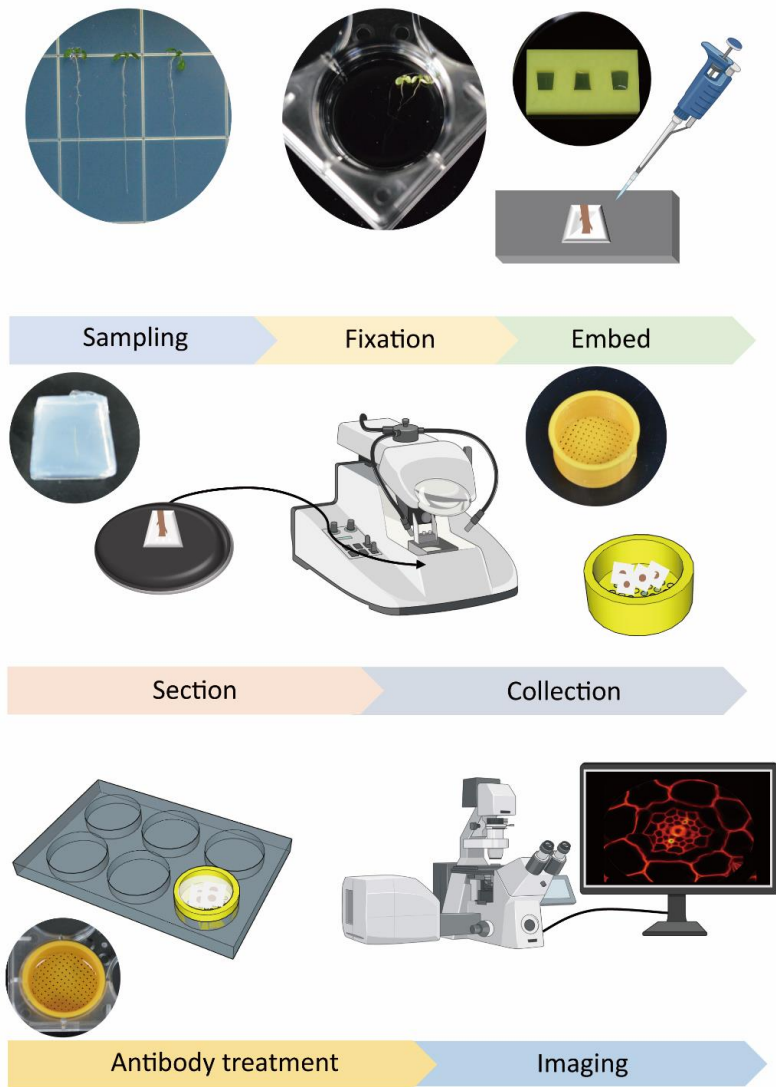 Sampling
Fixation
Embed
Section
Collection
Antibody treatment
Imaging